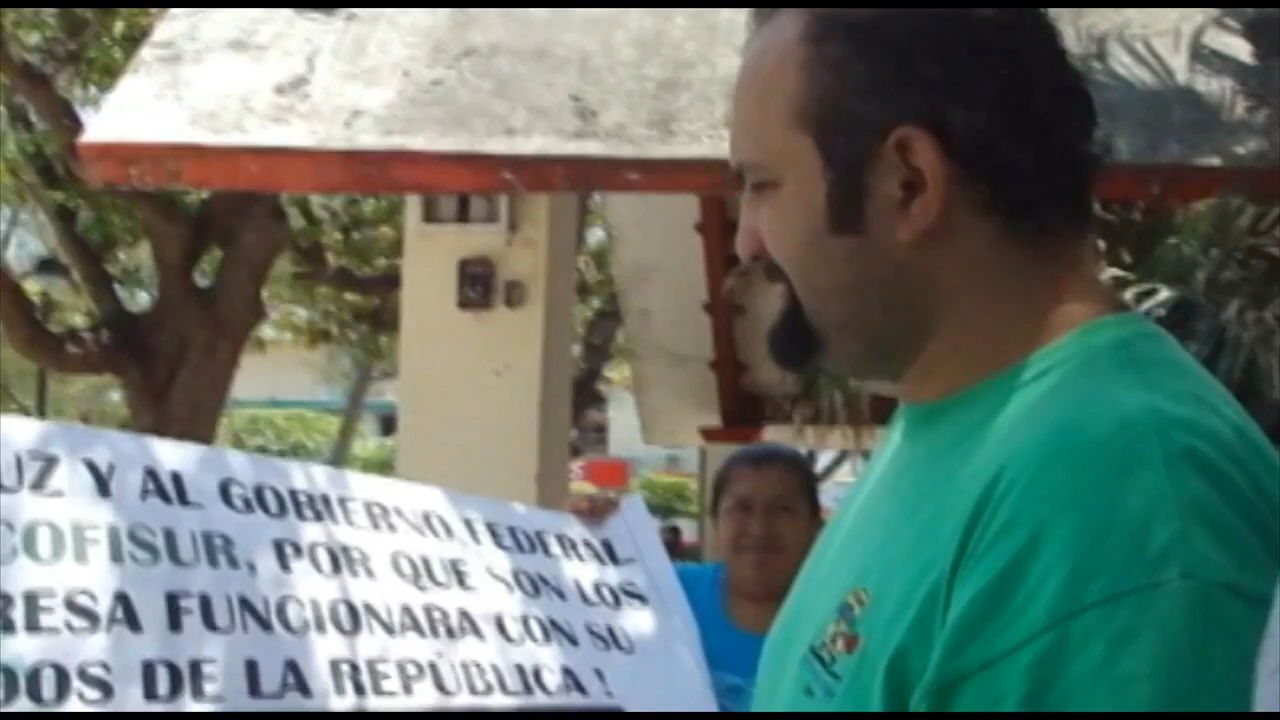 UZ Y AL GOBIERNO FEDERAL
COFISUR, POR QUE SON LOS
RESA FUNCIONARA CON SU
DOS DE LA REPÚBLICA!